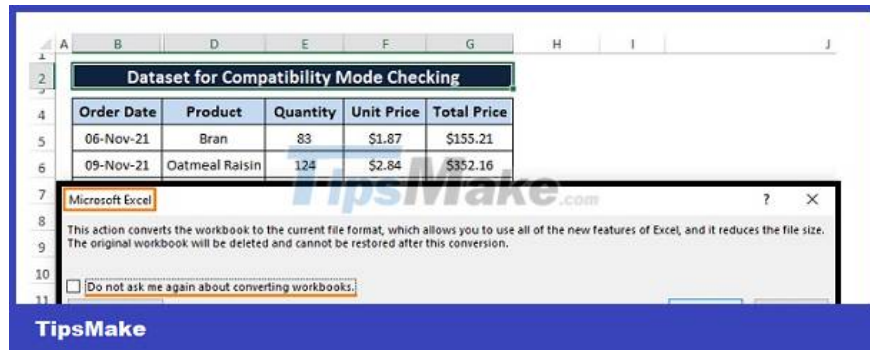 A B D E F G H I J
2 Dataset for Compatibility Mode Checking
4 Order Date Product Quantity Unit Price Total Price
5 06-Nov-21 Bran 83 $1.87 $155.21
6 09-Nov-21 Oatmeal Raisin 124 $2.84 $352.16
TipsMake.com
7 Microsoft Excel ? ×
8 This action converts the workbook to the current file format, which allows you to use all of the new features of Excel, and it reduces the file size.
9 The original workbook will be deleted and cannot be restored after this conversion.
10
Do not ask me again about converting workbooks.
11
TipsMake